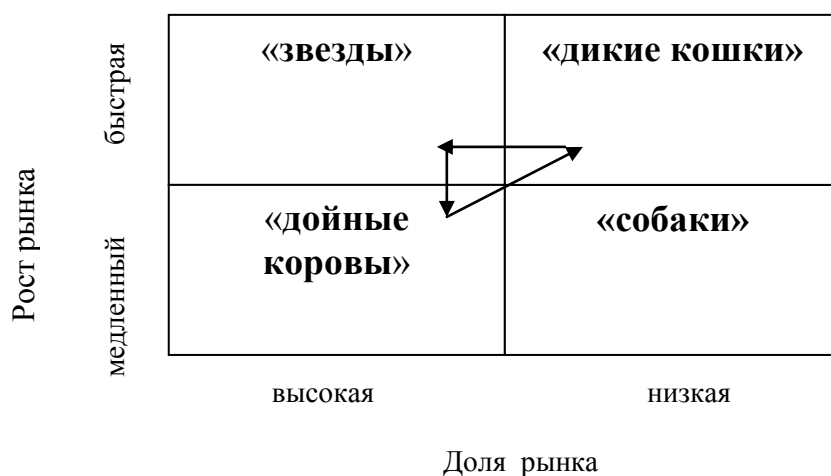 «звезды»
«дикие кошки»
быстрая
Рост рынка
«дойные
коровы»
«собаки»
медленный
высокая
низкая
Доля рынка